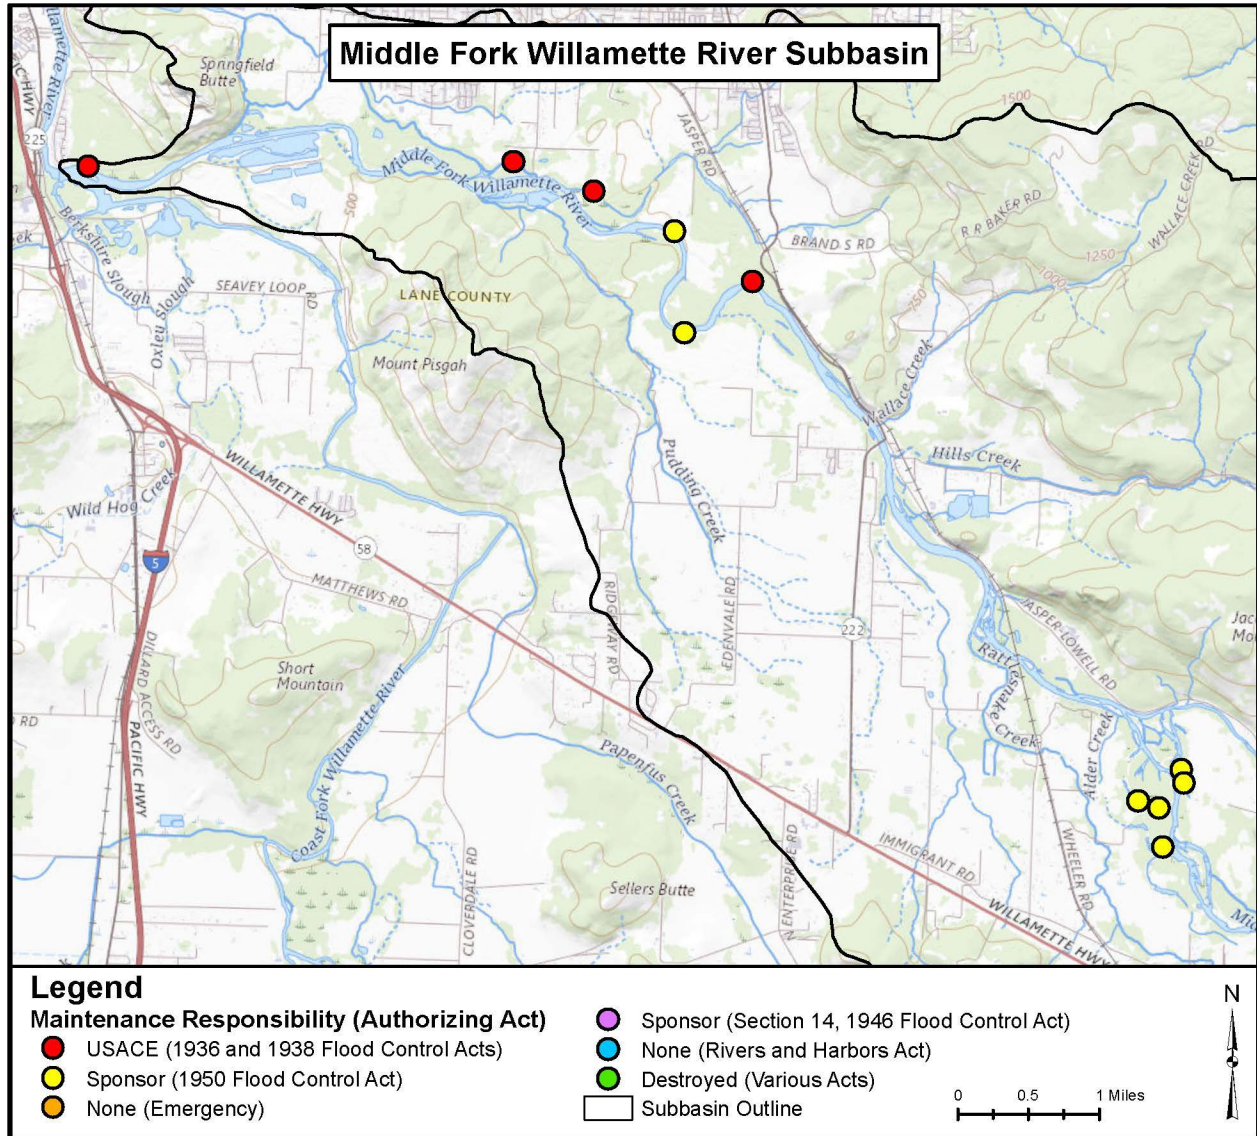 Middle Fork Willamette River Subbasin
Springfield
Butte
225
500
Middle Fork Willamette River
JASPER RD
1500
WALLACE CREEK RD
R R BAKER RD
1250
1000
750
BRAND S RD
Berkshire Slough
Oxley Slough
SEAVEY LOOP RD
LANE COUNTY
Mount Pisgah
Wallace Creek
Hills Creek
Pudding Creek
WILLAMETTE HWY
Wild Hog Creek
58
5
MATTHEWS RD
RIDGEWAY RD
EDENVALE RD
222
JASPER-LOWELL RD
Rattlesnake Creek
Alder Creek
DILLARD ACCESS RD
PACIFIC HWY
Short
Mountain
Coast Fork Willamette River
Papenfus Creek
CLOVERDALE RD
Sellers Butte
N ENTERPRISE RD
IMMIGRANT RD
WHEELER RD
WILLAMETTE HWY
Legend
Maintenance Responsibility (Authorizing Act)
USACE (1936 and 1938 Flood Control Acts)
Sponsor (1950 Flood Control Act)
None (Emergency)
Sponsor (Section 14, 1946 Flood Control Act)
None (Rivers and Harbors Act)
Destroyed (Various Acts)
Subbasin Outline
N
0 0.5 1 Miles